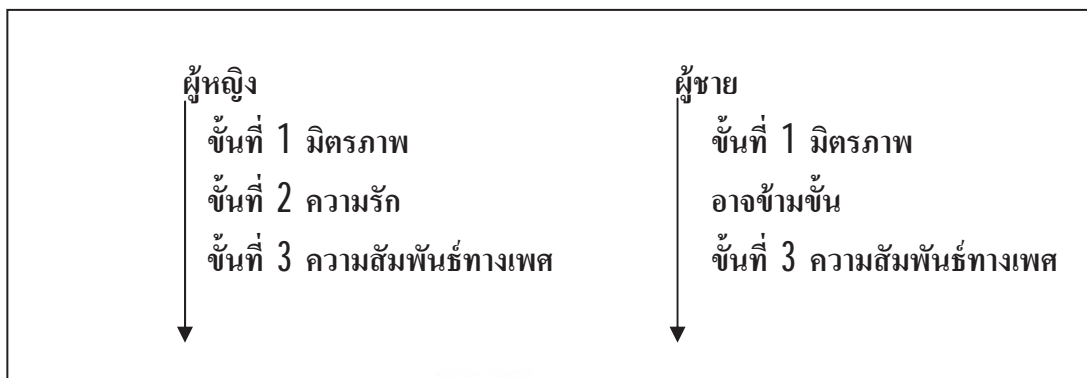 ผู้หญิง
ขั้นที่ 1 มิตรภาพ
ขั้นที่ 2 ความรัก
ขั้นที่ 3 ความสัมพันธ์ทางเพศ
ผู้ชาย
ขั้นที่ 1 มิตรภาพ
อาจข้ามขั้น
ขั้นที่ 3 ความสัมพันธ์ทางเพศ